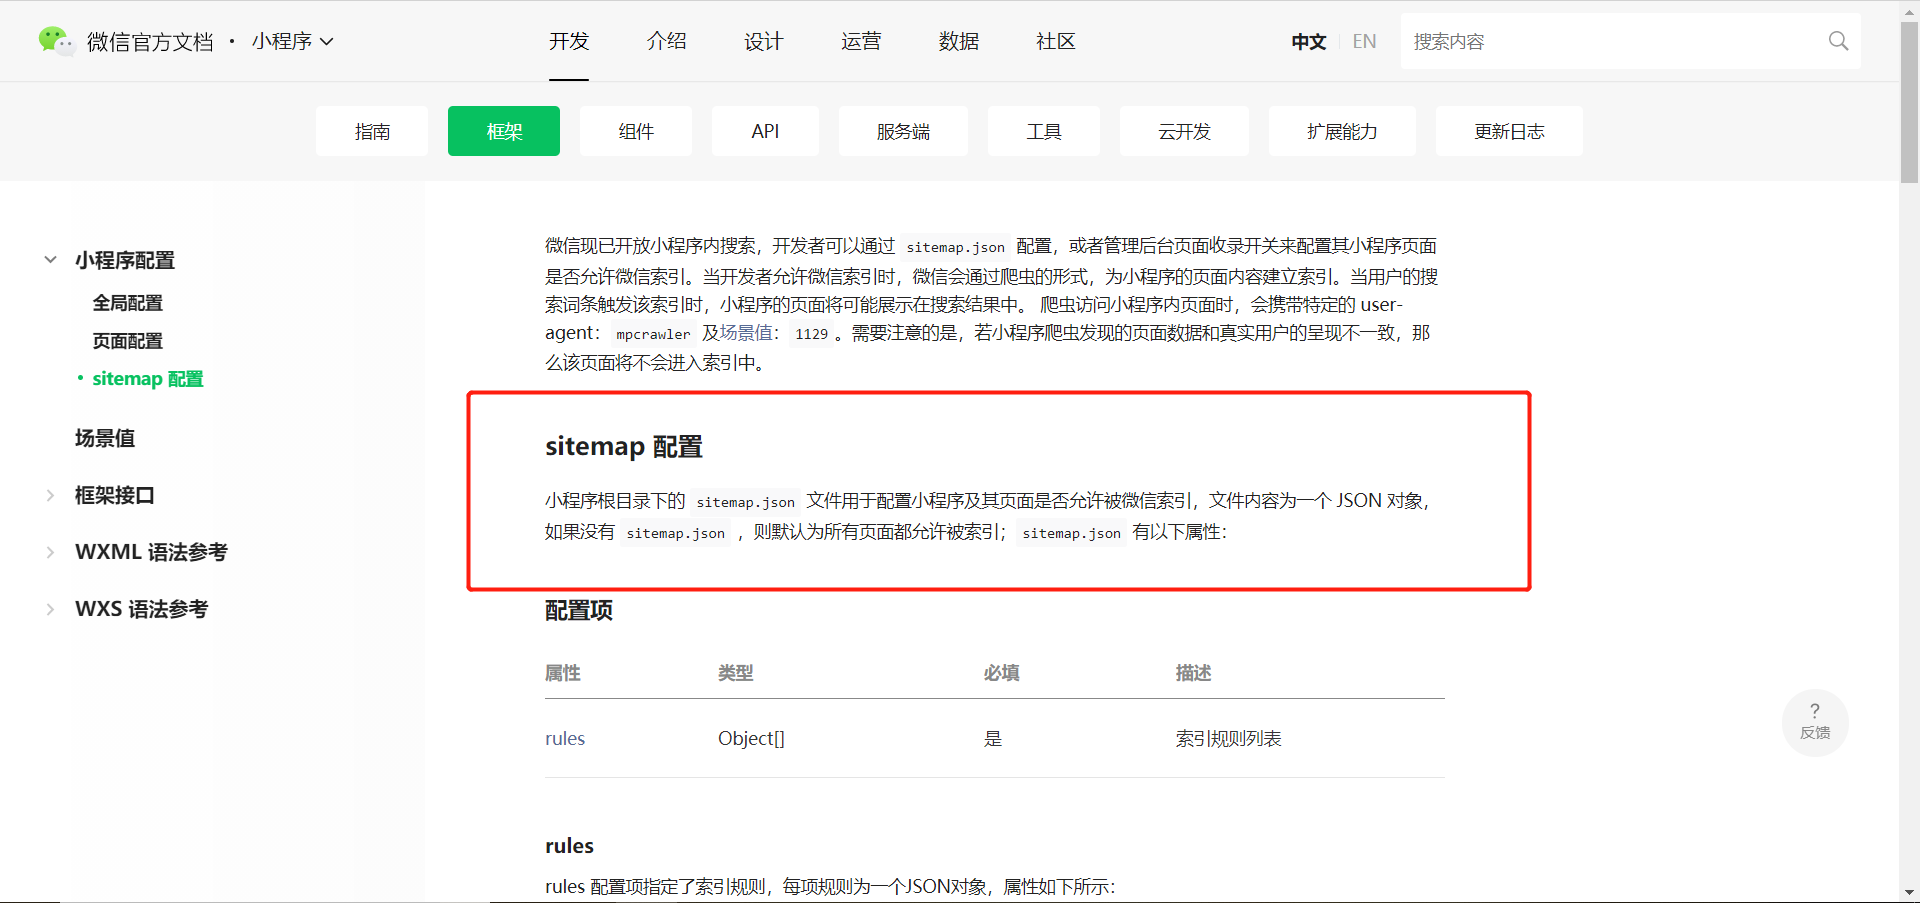 微信官方文档 · 小程序
开发 介绍 设计 运营 数据 社区
中文 EN 搜索内容
指南 框架 组件 API 服务端 工具 云开发 扩展能力 更新日志
小程序配置
全局配置
页面配置
• sitemap 配置
场景值
框架接口
WXML 语法参考
WXS 语法参考
微信现已开放小程序内搜索，开发者可以通过 sitemap.json 配置，或者管理后台页面收录开关来配置其小程序页面
是否允许微信索引。当开发者允许微信索引时，微信会通过爬虫的形式，为小程序的页面内容建立索引。当用户的搜
索词条触发该索引时，小程序的页面将可能展示在搜索结果中。 爬虫访问小程序内页面时，会携带特定的 user-
agent： mpcrawler 及场景值： 1129 。需要注意的是，若小程序爬虫发现的页面数据和真实用户的呈现不一致，那
么该页面将不会进入索引中。
sitemap 配置
小程序根目录下的 sitemap.json 文件用于配置小程序及其页面是否允许被微信索引，文件内容为一个 JSON 对象，
如果没有 sitemap.json ，则默认为所有页面都允许被索引； sitemap.json 有以下属性：
配置项
属性 类型 必填 描述
rules Object[] 是 索引规则列表
rules
rules 配置项指定了索引规则，每项规则为一个JSON对象，属性如下所示：
?
反馈